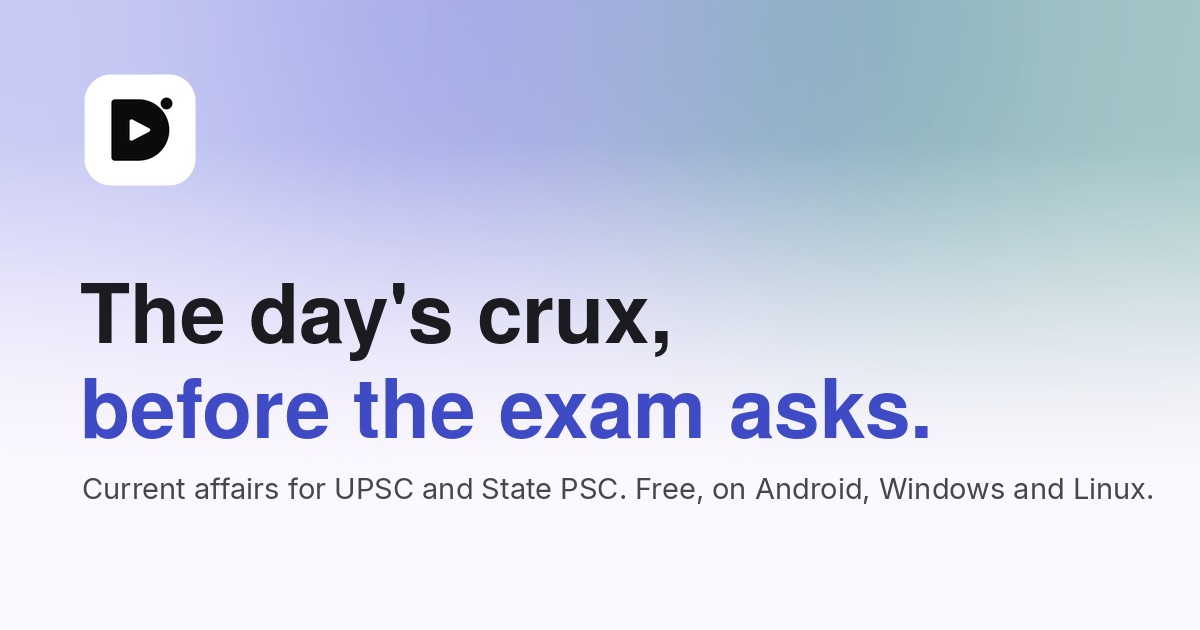 The day's crux,
before the exam asks.
Current affairs for UPSC and State PSC. Free, on Android, Windows and Linux.